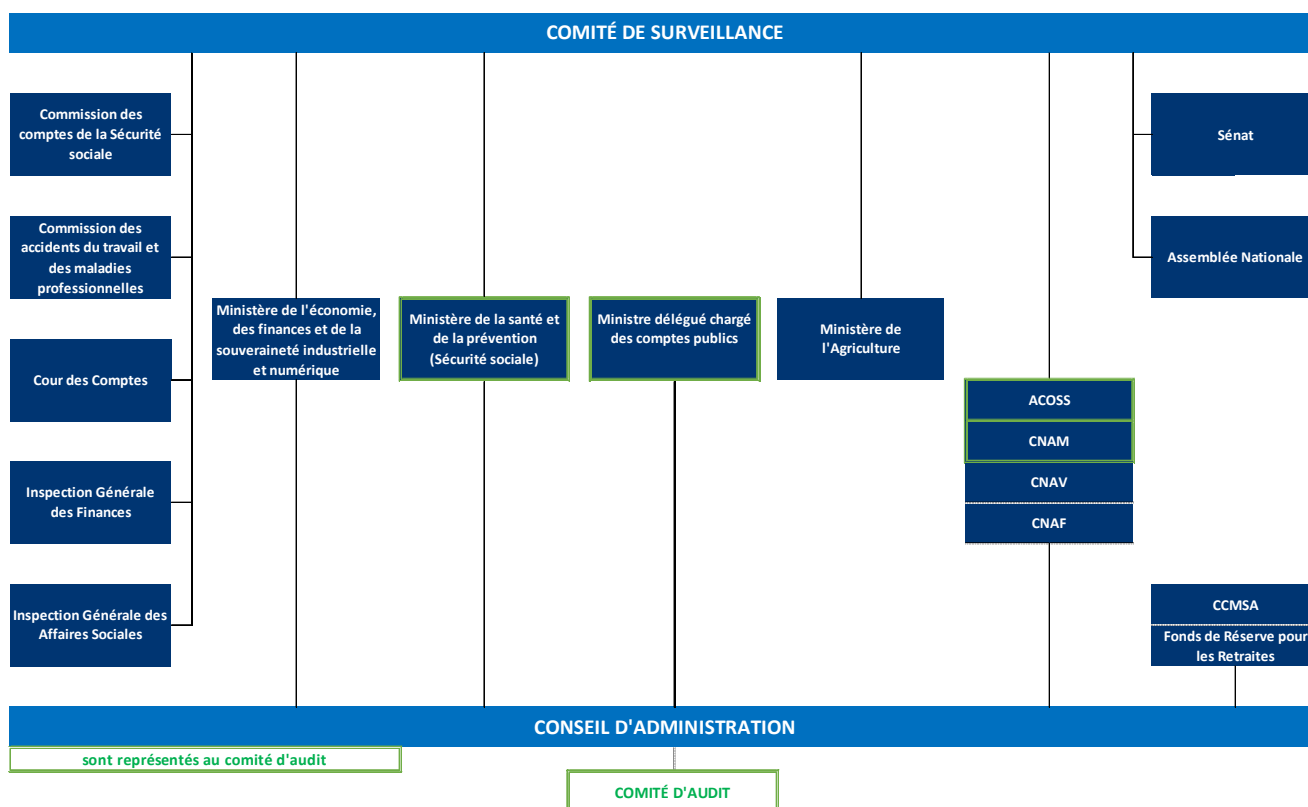 COMITÉ DE SURVEILLANCE
Commission des
comptes de la Sécurité
sociale
Sénat
Commission des
accidents du travail et
des maladies
professionnelles
Assemblée Nationale
Ministère de l'économie,
des finances et de la
souveraineté industrielle
et numérique
Ministère de la santé et
de la prévention
(Sécurité sociale)
Ministre délégué chargé
des comptes publics
Ministère de
l'Agriculture
Cour des Comptes
ACOSS
CNAM
CNAV
CNAF
Inspection Générale
des Finances
Inspection Générale des
Affaires Sociales
CCMSA
Fonds de Réserve pour
les Retraites
CONSEIL D'ADMINISTRATION
sont représentés au comité d'audit
COMITÉ D'AUDIT